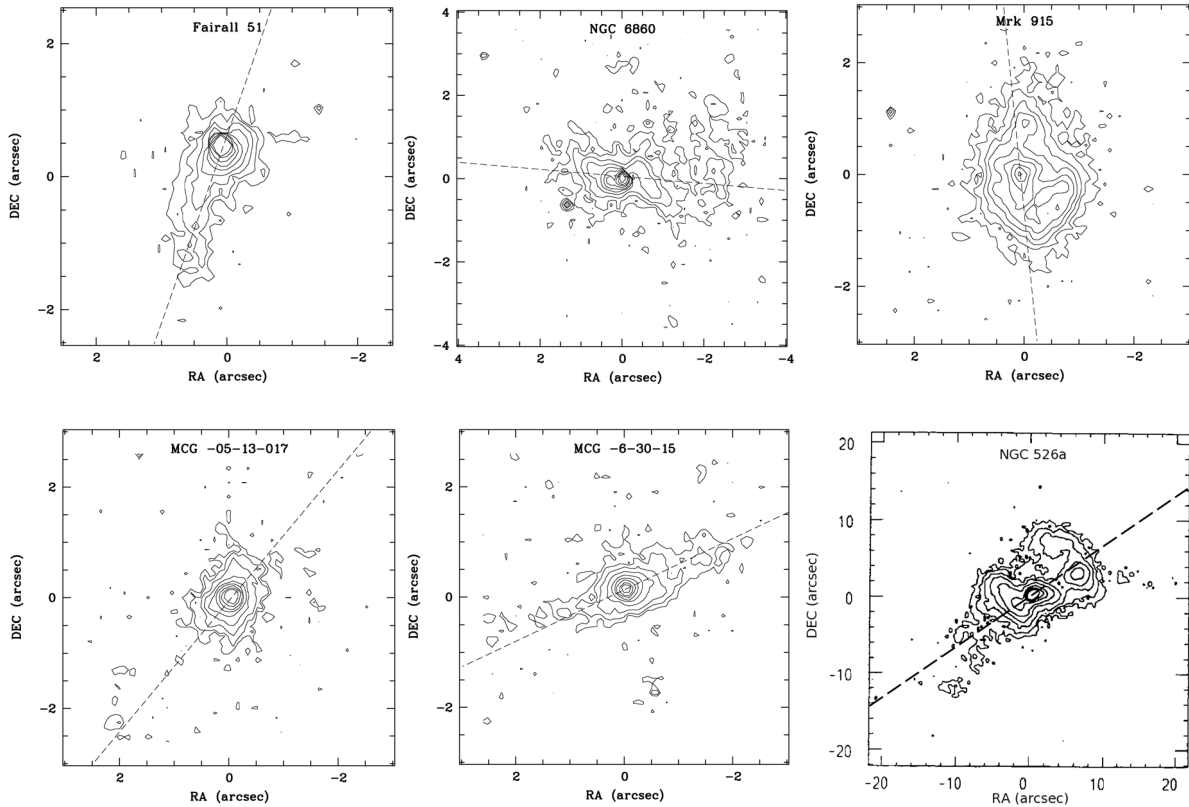 Fairall 51
2
0
-2
DEC (arcsec)
2 0 -2
RA (arcsec)
NGC 6860
4
2
0
-2
-4
DEC (arcsec)
4 2 0 -2 -4
RA (arcsec)
Mrk 915
2
0
-2
DEC (arcsec)
2 0 -2
RA (arcsec)
MCG -05-13-017
2
0
-2
DEC (arcsec)
2 0 -2
RA (arcsec)
MCG -6-30-15
2
0
-2
DEC (arcsec)
2 0 -2
RA (arcsec)
NGC 526a
20
10
0
-10
-20
DEC (arcsec)
-20 -10 0 10 20
RA (arcsec)